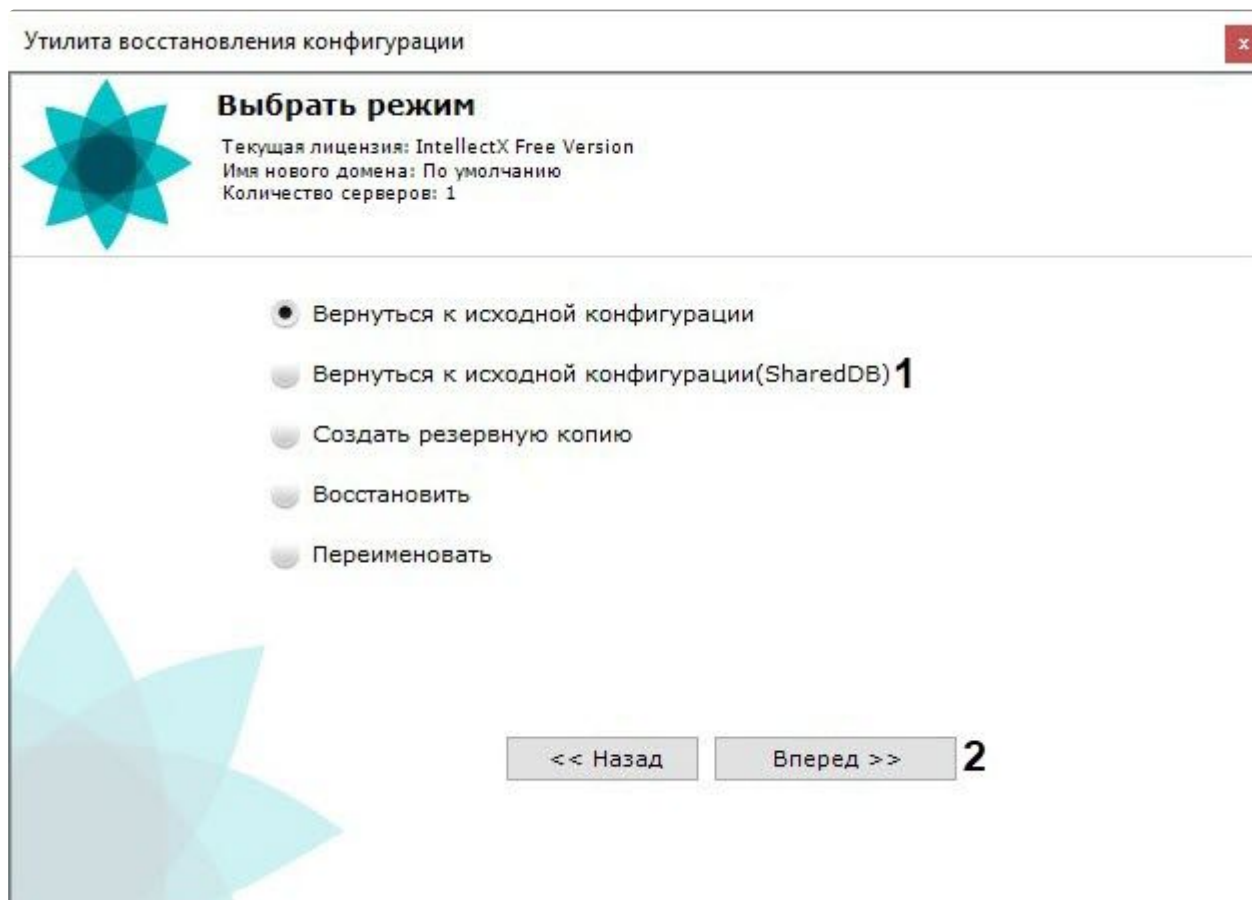 Утилита восстановления конфигурации
x
Выбрать режим
Текущая лицензия: IntellectX Free Version
Имя нового домена: По умолчанию
Количество серверов: 1
Вернуться к исходной конфигурации
Вернуться к исходной конфигурации(SharedDB) 1
Создать резервную копию
Восстановить
Переименовать
<< Назад Вперед >> 2